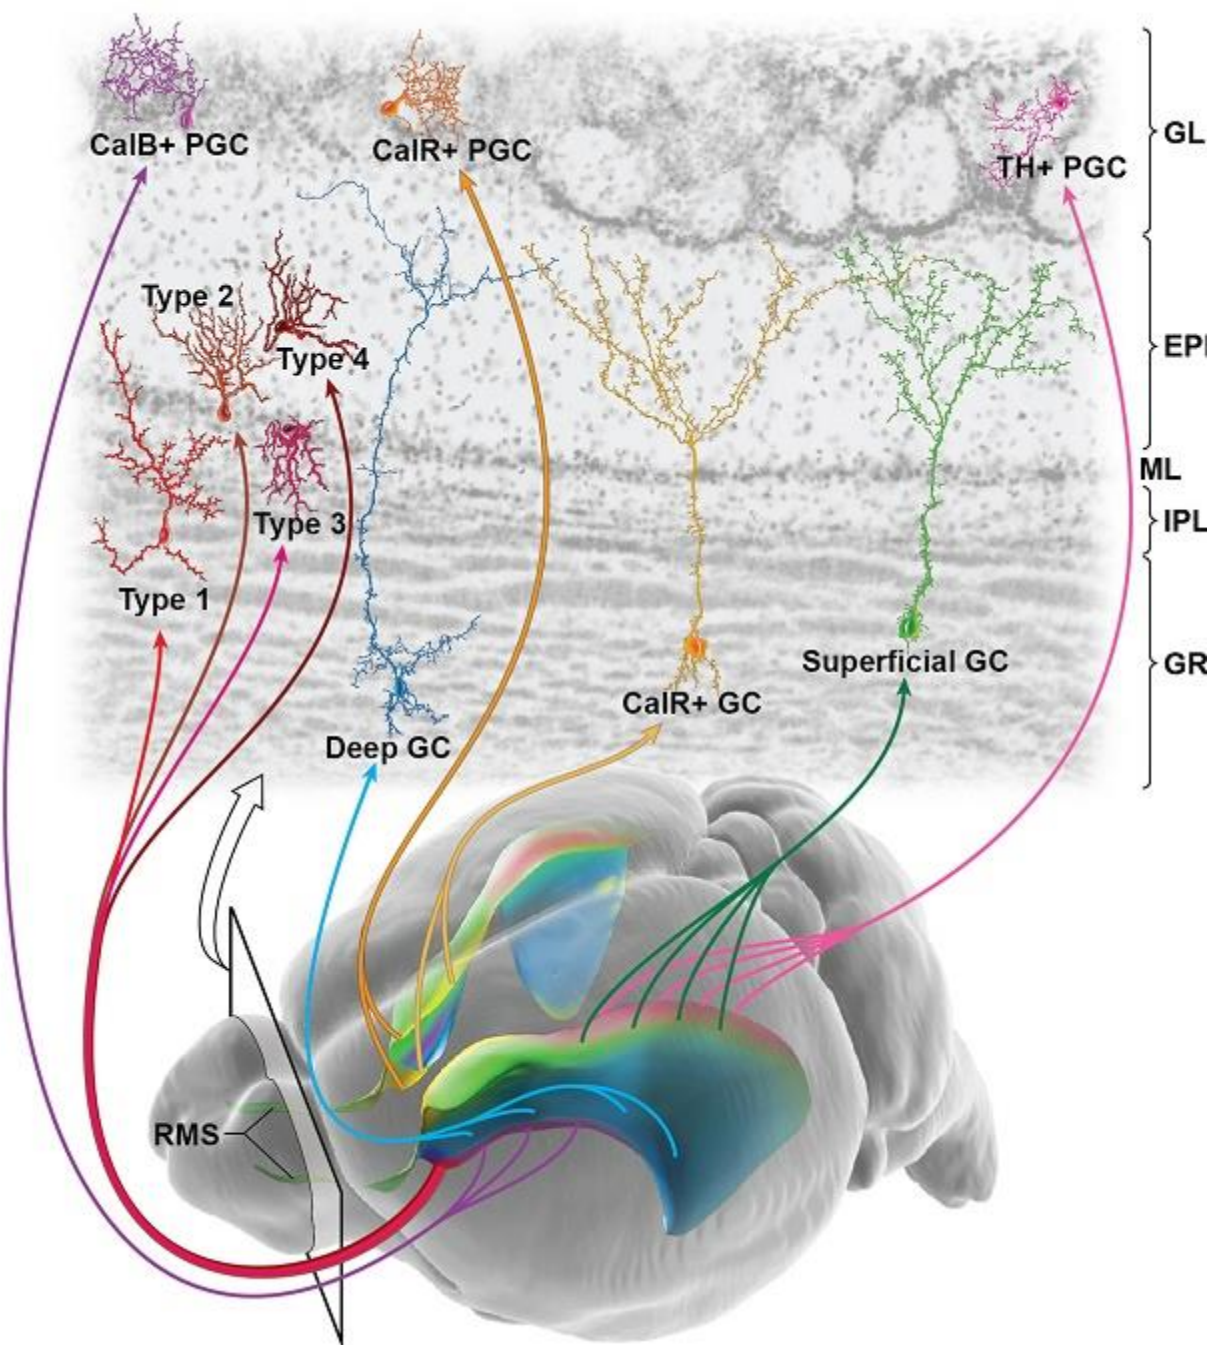 CalB+ PGC
CalR+ PGC
TH+ PGC
GL
Type 2
Type 4
EPL
ML
Type 3
IPL
Type 1
Superficial GC
GR
CalR+ GC
Deep GC
RMS